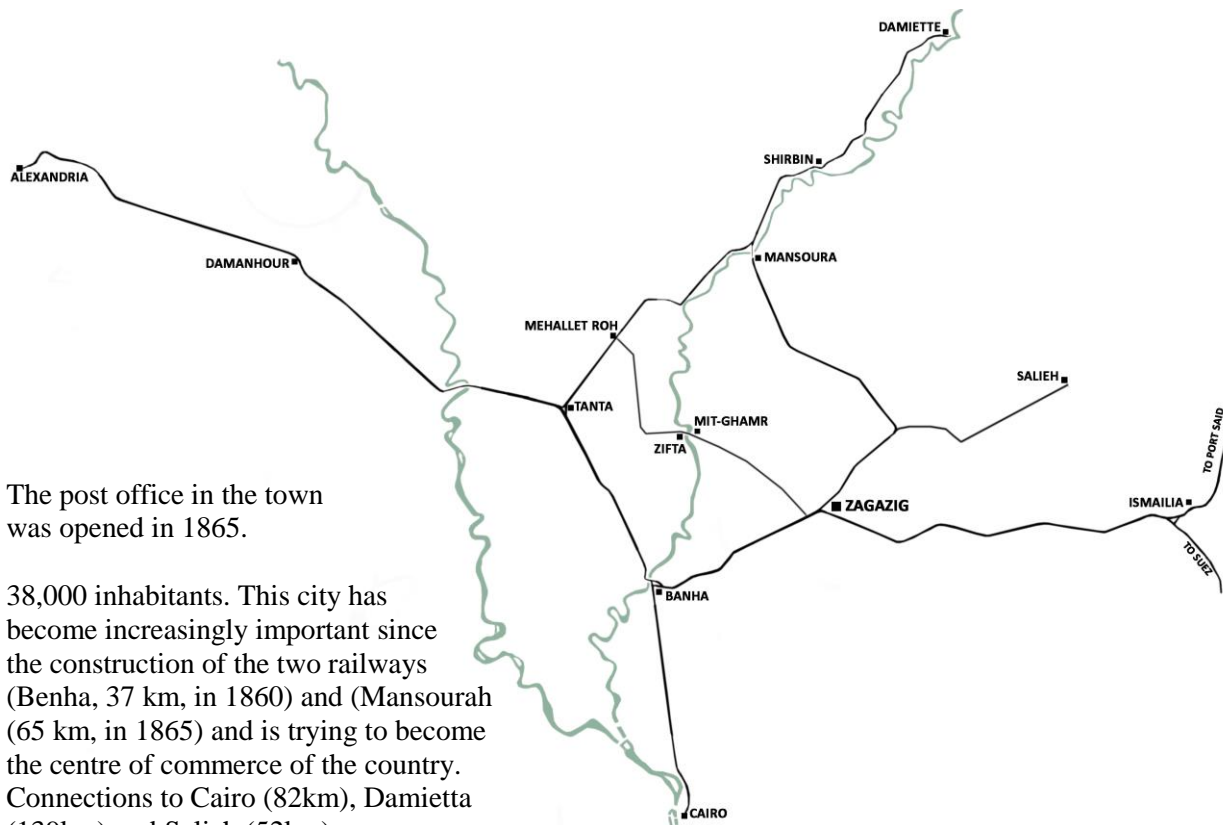 DAMIETTE
SHIRBIN
ALEXANDRIA
DAMANHOUR
MANSOURA
MEHALLET ROH
SALIEH
TANTA
MIT-GHAMR
ZIFTA
TO PORT SAID
ZAGAZIG
ISMAILIA
TO SUEZ
BANHA
CAIRO
The post office in the town
was opened in 1865.
38,000 inhabitants. This city has
become increasingly important since
the construction of the two railways
(Benha, 37 km, in 1860) and (Mansourah
(65 km, in 1865) and is trying to become
the centre of commerce of the country.
Connections to Cairo (82km), Damietta
and Salieh (52km)